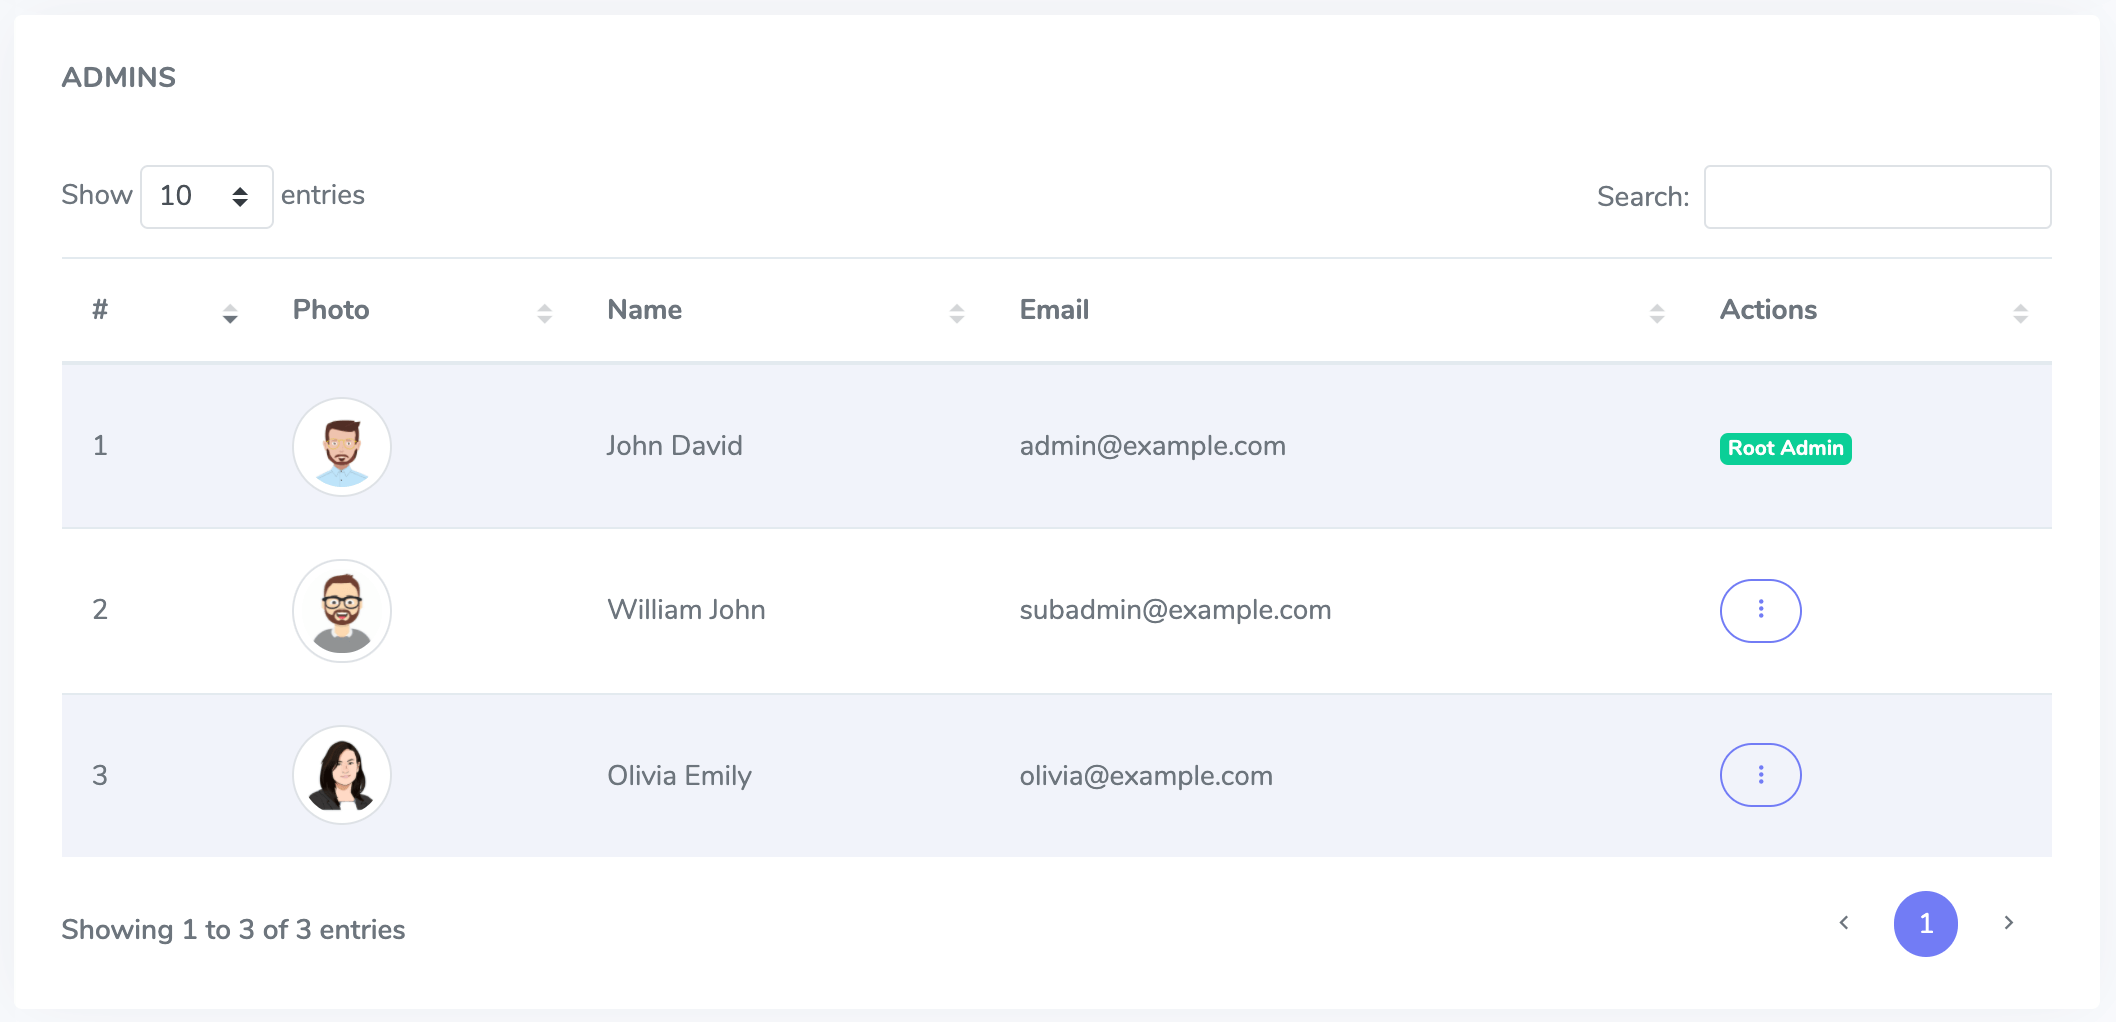 ADMINS
Show 10 entries Search:
# Photo Name Email Actions
1 John David admin@example.com Root Admin
2 William John subadmin@example.com
3 Olivia Emily olivia@example.com
Showing 1 to 3 of 3 entries 1